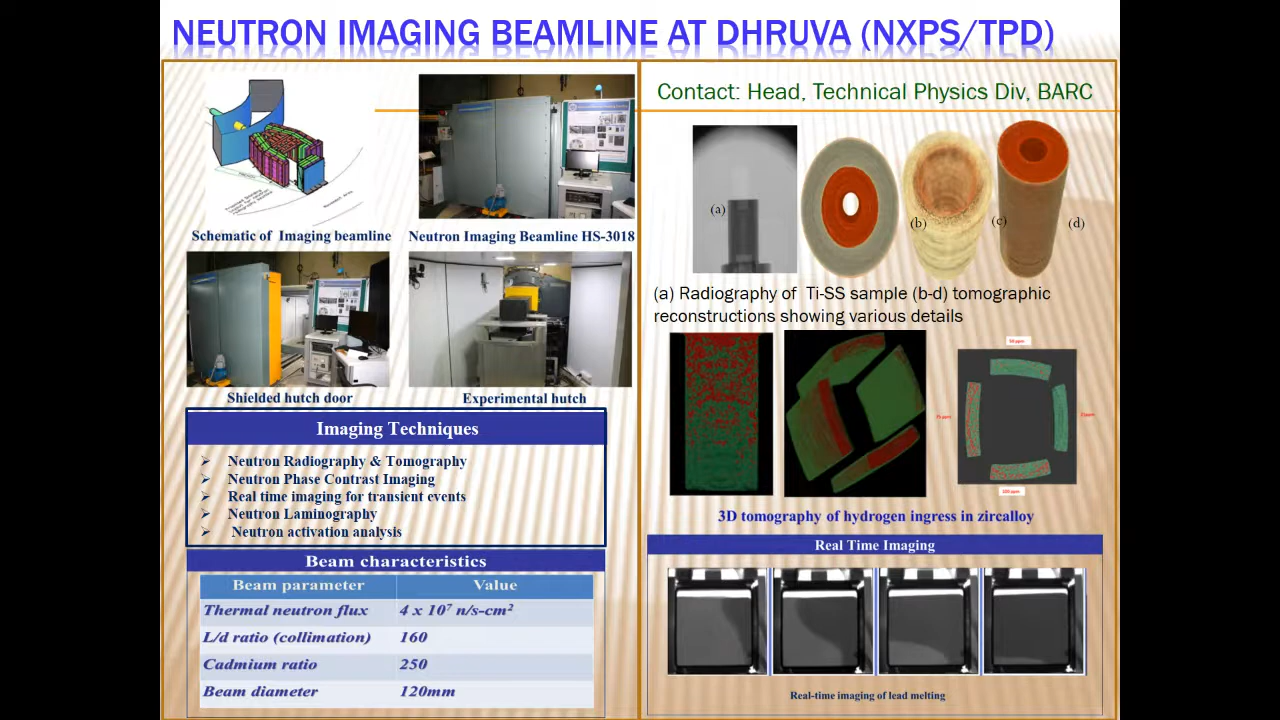 NEUTRON IMAGING BEAMLINE AT DHRUVA (NXPS/TPD)
Schematic of Imaging beamline
Neutron Imaging Beamline HS-3018
Shielded hutch door
Experimental hutch
Imaging Techniques
➢ Neutron Radiography & Tomography
➢ Neutron Phase Contrast Imaging
➢ Real time imaging for transient events
➢ Neutron Laminography
➢ Neutron activation analysis
Beam characteristics
Beam parameter Value
Thermal neutron flux 4 x 10⁷ n/s-cm²
L/d ratio (collimation) 160
Cadmium ratio 250
Beam diameter 120mm
Contact: Head, Technical Physics Div, BARC
(a)
(b)
(c)
(d)
(a) Radiography of Ti-SS sample (b-d) tomographic
reconstructions showing various details
3D tomography of hydrogen ingress in zircalloy
Real Time Imaging
Real-time imaging of lead melting